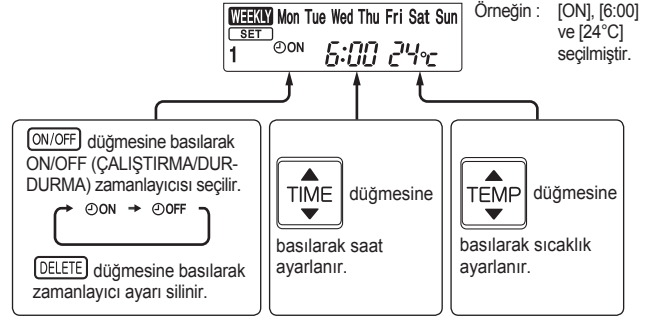 WEEKLY Mon Tue Wed Thu Fri Sat Sun
SET
1 ON 6:00 24°C
Örneğin : [ON], [6:00]
ve [24°C]
seçilmiştir.
ON/OFF düğmesine basılarak
ON/OFF (ÇALIŞTIRMA/DUR-
DURMA) zamanlayıcısı seçilir.
ON → OFF
DELETE düğmesine basılarak
zamanlayıcı ayarı silinir.
TIME düğmesine
basılarak saat
ayarlanır.
TEMP düğmesine
basılarak sıcaklık
ayarlanır.